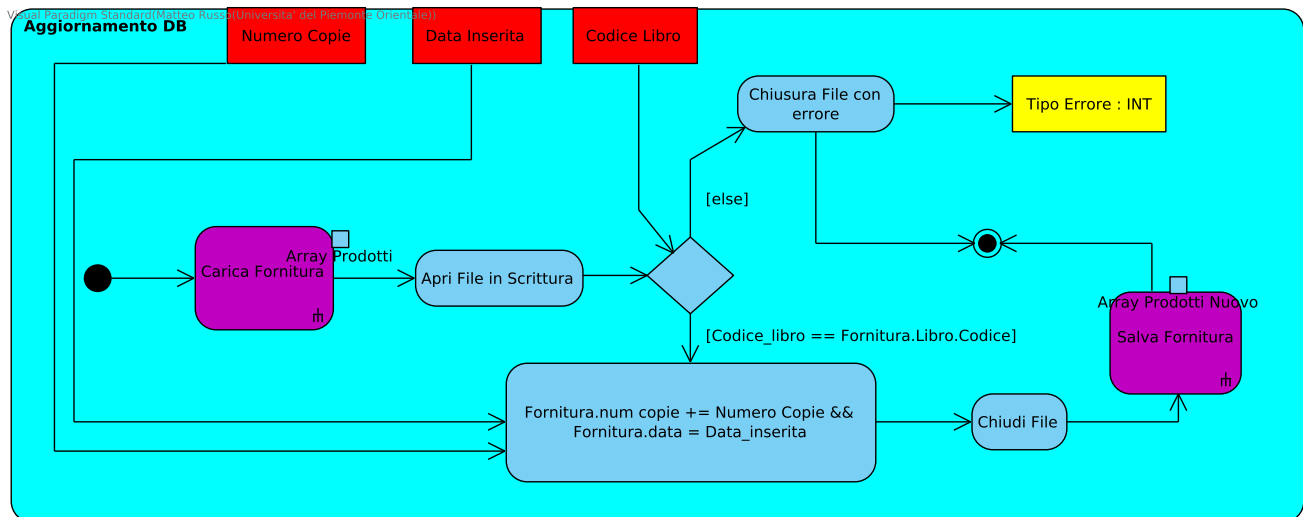 Visual Paradigm Standard(Matteo Russo(Universita' del Piemonte Orientale))
Aggiornamento DB
Numero Copie
Data Inserita
Codice Libro
Chiusura File con
errore
Tipo Errore : INT
[else]
Array Prodotti
Carica Fornitura
Apri File in Scrittura
Array Prodotti Nuovo
Salva Fornitura
[Codice_libro == Fornitura.Libro.Codice]
Fornitura.num copie += Numero Copie &&
Fornitura.data = Data_inserita
Chiudi File